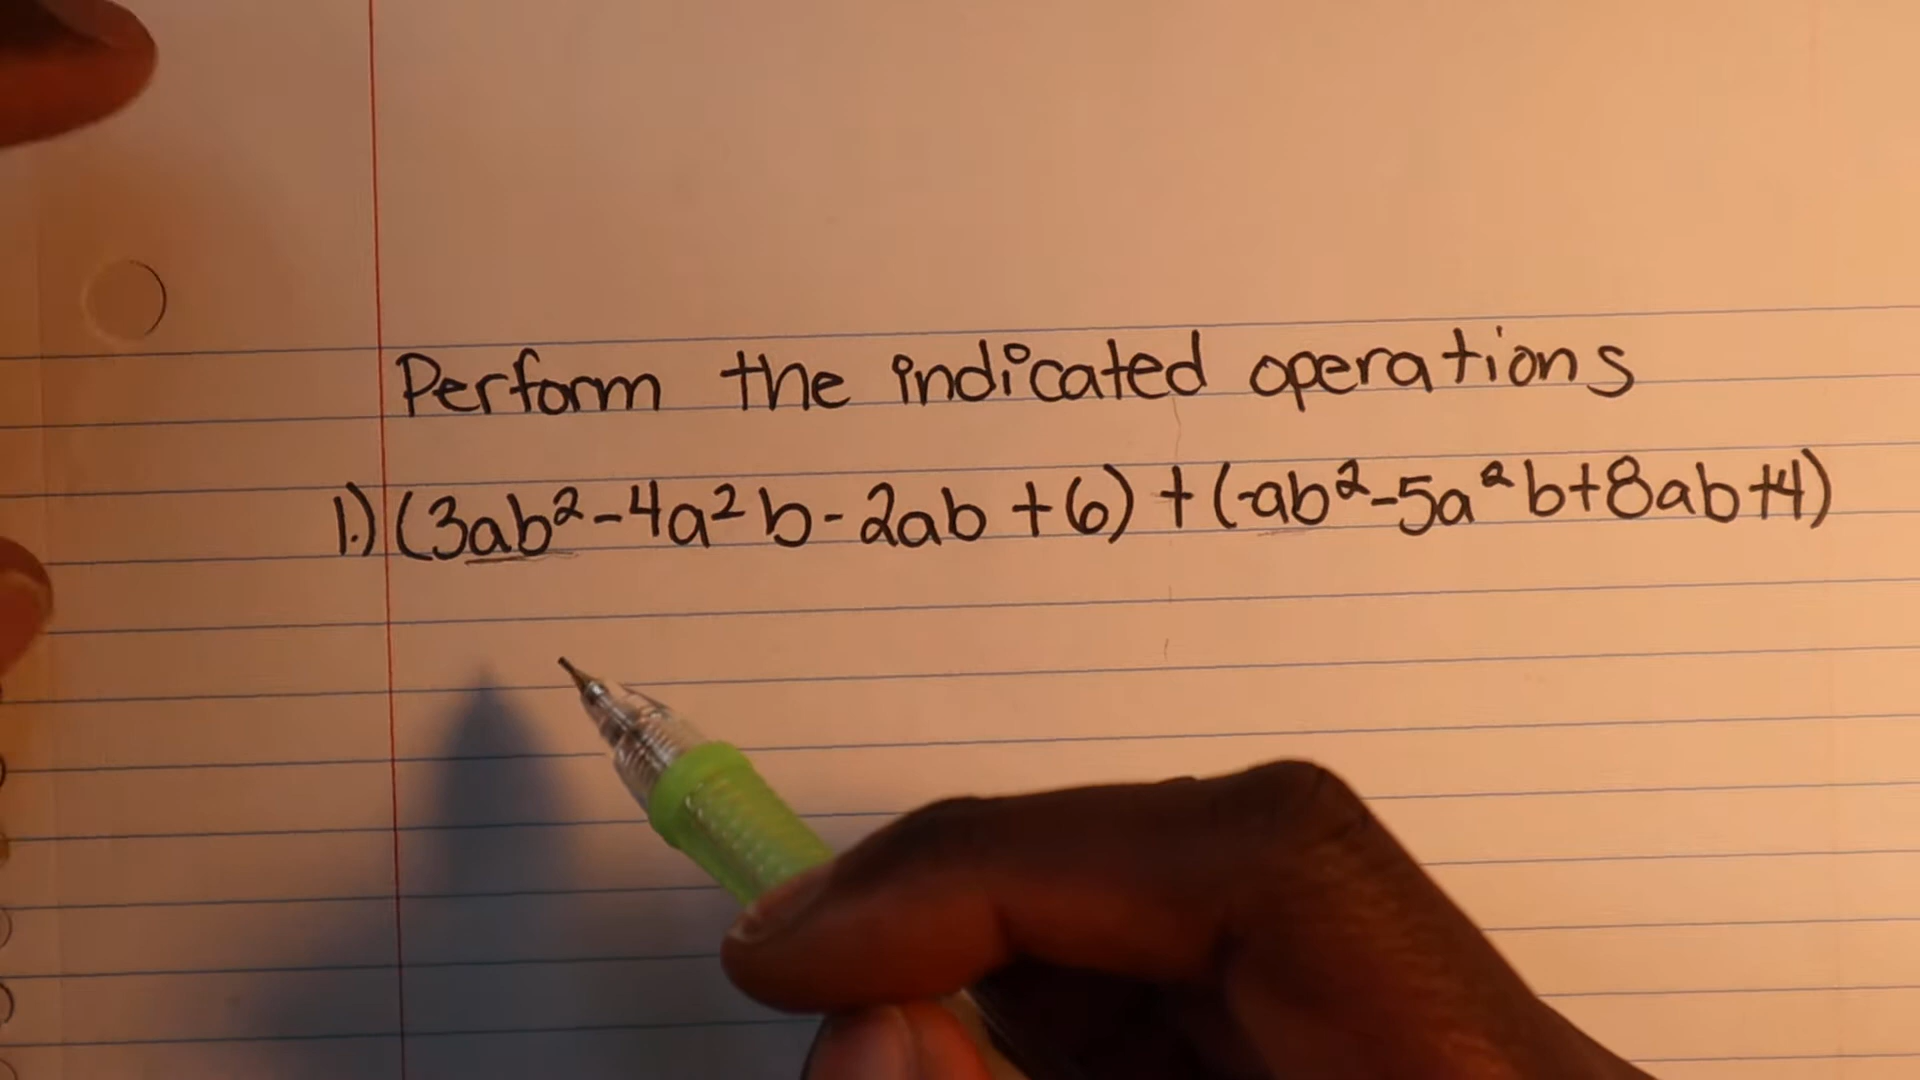 Perform the indicated operations
1.) (3ab² - 4a²b - 2ab + 6) + (-ab² - 5a²b + 8ab + 4)